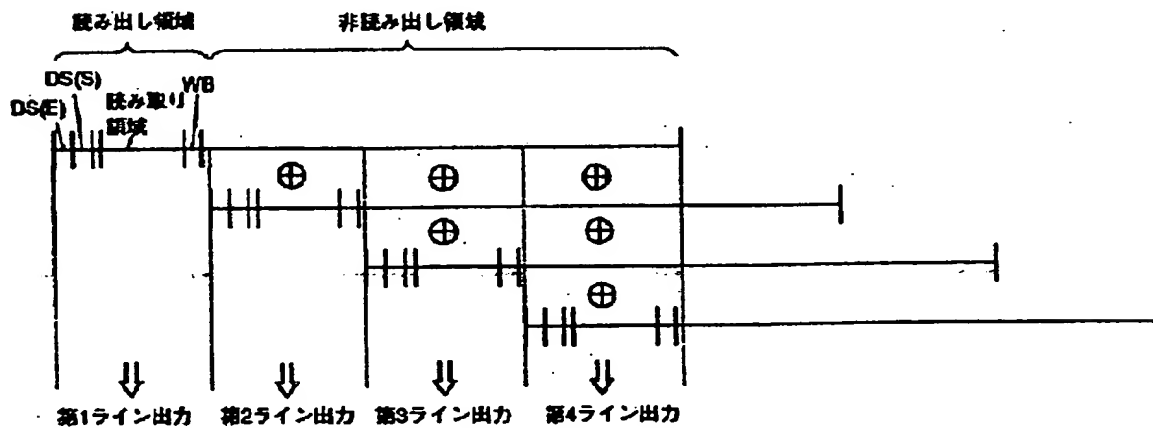 読み出し領域 非読み出し領域
DS(S) WB
DS(E) 読み取り
領域
第1ライン出力 第2ライン出力 第3ライン出力 第4ライン出力